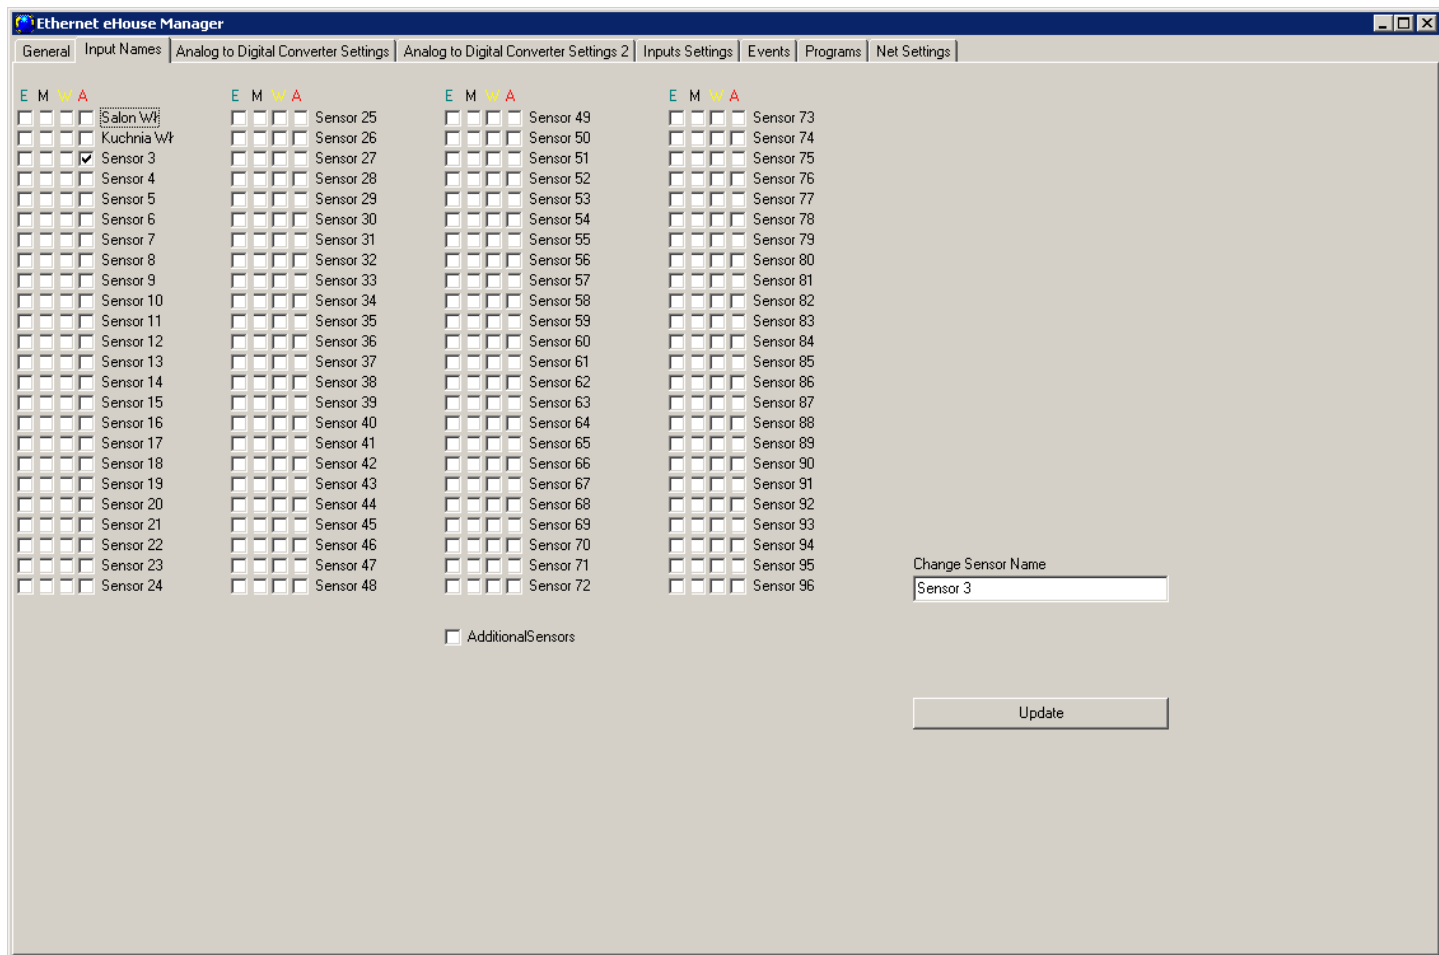 Ethernet eHouse Manager
General Input Names Analog to Digital Converter Settings Analog to Digital Converter Settings 2 Inputs Settings Events Programs Net Settings
E M W A E M W A E M W A E M W A
Salon Wł Sensor 25 Sensor 49 Sensor 73
Kuchnia Wł Sensor 26 Sensor 50 Sensor 74
Sensor 3 Sensor 27 Sensor 51 Sensor 75
Sensor 4 Sensor 28 Sensor 52 Sensor 76
Sensor 5 Sensor 29 Sensor 53 Sensor 77
Sensor 6 Sensor 30 Sensor 54 Sensor 78
Sensor 7 Sensor 31 Sensor 55 Sensor 79
Sensor 8 Sensor 32 Sensor 56 Sensor 80
Sensor 9 Sensor 33 Sensor 57 Sensor 81
Sensor 10 Sensor 34 Sensor 58 Sensor 82
Sensor 11 Sensor 35 Sensor 59 Sensor 83
Sensor 12 Sensor 36 Sensor 60 Sensor 84
Sensor 13 Sensor 37 Sensor 61 Sensor 85
Sensor 14 Sensor 38 Sensor 62 Sensor 86
Sensor 15 Sensor 39 Sensor 63 Sensor 87
Sensor 16 Sensor 40 Sensor 64 Sensor 88
Sensor 17 Sensor 41 Sensor 65 Sensor 89
Sensor 18 Sensor 42 Sensor 66 Sensor 90
Sensor 19 Sensor 43 Sensor 67 Sensor 91
Sensor 20 Sensor 44 Sensor 68 Sensor 92
Sensor 21 Sensor 45 Sensor 69 Sensor 93
Sensor 22 Sensor 46 Sensor 70 Sensor 94
Sensor 23 Sensor 47 Sensor 71 Sensor 95
Sensor 24 Sensor 48 Sensor 72 Sensor 96
Change Sensor Name
Sensor 3
AdditionalSensors
Update